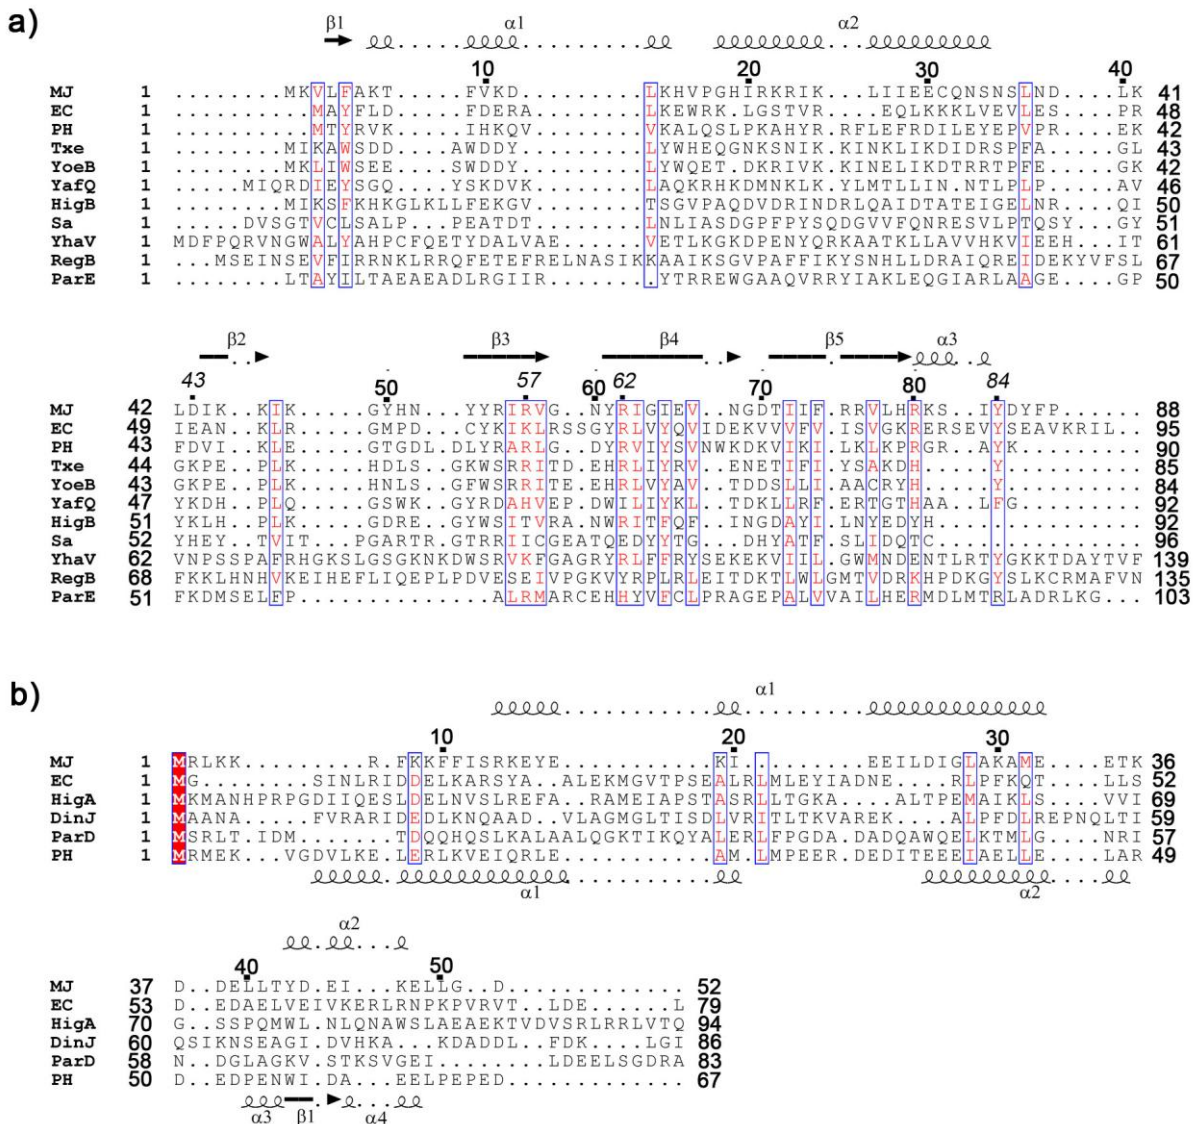 a)
β1 α1 α2
10 20 30 40
MJ 1 .........MKVLFAKT.....FVKD........LKHVPGHIRKRIK...LIIEECQNSNSLND.....LK 41
EC 1 ..........MAYFLD.....FDERA.......LKEWRK.LGSTVR....EQLKKKLVEVLES....PR 48
PH 1 ..........MTYRVK.....IHKQV.......VKALQSLPKAHYR.RFLEFRDILEYEPVPR....EK 42
Txe 1 ........MIKAWSDD....AWDDY........LYWHEQGNKSNIK.KINKLIKDIDRSPFA.....GL 43
YoeB 1 ........MKLIWSEE....SWDDY........LYWQET.DKRIVK.KINELIKDTRRTPFE.....GK 42
YafQ 1 .....MIQRDIEYSGQ....YSKDVK.......LAQKRHKDMNKLK.YLMTLLIN.NTLPLP.....AV 46
HigB 1 ........MIKSFKHKGLKLLFEKGV.......TSGVPAQDVDRINDRLQAIDTATEIGELNR....QI 
Sa 1 .....DVSGTVCLSALP...PEATDT.......LNLIASDGPFPYSQDGVVFQNRESVLPTQSY...GY 51
YhaV 1 MDFPQRVNGWALYAHPCFQETYDALVAE.....VETLKGKDPENYQRKAATKLLAVVHKVIEEH...IT 61
RegB 1 ...MSEINSEVFIRRNKLRRQFETEFRELNASIKKAAIKSGVPAFFIKYSNHLLDRAIQREIDEKYVFSL 67
ParE 1 ........LTAYILTAEAEADLRGIIR.......YTRREWGAAQVRRYIAKLEQGIARLAAGE....GP 50
β2 β3 β4 β5 α3
43 50 57 60 62 70 80 84
MJ 42 LDIK..KIK.....GYHN...YYRIRVG..NYRIGIEV..NGDTIIF.RRVLHRKS..IYDYFP..... 88
EC 49 IEAN..KLR.....GMPD...CYKIKLRSSGYRLVYQVIDEKVVVFV.ISVGKRERSEVYSEAVKRIL.. 95
PH 43 FDVI..KLK.....GTGDL.DLYRARLG..DYRVIYSVNWKDKVIKI.LKLKPRGR..AYK........ 90
Txe 44 GKPE..PLK.....HDLS...GKWSRRITD.EHRLIYRV..ENETIFI.YSAKDH......Y....... 85
YoeB 43 GKPE..PLK.....HNLS...GFWSRRITE.EHRLVYAV..TDDSLLI.AACRYH......Y....... 84
YafQ 47 YKDH..PLQ.....GSWK...GYRDAHVEP.DWILIYKL..TDKLLRF.ERTGTHAA..LFG....... 92
HigB 51 YKLH..PLK.....GDRE...GYWSITVRA.NWRITFQF..INGDAYI.LNYEDYH............. 92
Sa 52 YHEY..TVIT....PGARTR.GTRRIICGEATQEDYYTG...DHYATF.SLIDQTC............. 96
YhaV 62 VNPSSPAFRHGKSLGSGKNKDWSRVKFGAGRYRLFFRYSEKEKVIIL.GWMNDENTLRTYGKKTDAYTVF 139
RegB 68 FKKLHNHVKEIHEFLIQEPLPDVESEIVPGKVYRPLRLEITDKTLWLGMTVDRKHPDKGYSLKCRMAFVN 135
ParE 51 FKDMSELFP...............ALRMARCEHHYVFCLPRAGEPALVVAILHERMDLMTRLADRLKG... 103
b)
α1
10 20 30
MJ 1 MRLKK........R.FKKFFISRKEYE...........KI.........EEILDIGLAKAME...ETK 36
EC 1 MG........SINLRIDDELKARSYA...ALEKMGVTPSEALRLMLEYIADNE....RLPFKQT...LLS 52
HigA 1 MKMANHPRPGDIIQESLDELNVSLREFA...RAMEIAPSTASRLLTGKA....ALTPEMAIKLS...VVI 69
DinJ 1 MAANA.....FVRARIDEDLKNQAAD...VLAGMGLTISDLVRITLTKVAREK....ALPFDLREPNQLTI 59
ParD 1 MSRLT.IDM........TDQQHQSLKALAALQGKTIKQYALERLFPGDA.DADQAWQELKTMLG...NRI 57
PH 1 MRMEK...VGDVLKE.LERLKVEIQRLE..........AM.LMPEER.DEDITEEEIAELLE...LAR 49
α1 α2
α2
40 50
MJ 37 D..DELLTYD.EI...KELLG..D............... 52
EC 53 D..EDAELVEIVKERLRNPKPVRVT..LDE......L 79
HigA 70 G..SSPQMWL.NLQNAWSLAEAEKTVDVSRLRRLVTQ 94
DinJ 60 QSIKNSEAGI.DVHKA...KDADDL..FDK....LGI 86
ParD 58 N..DGLAGKV.STKSVGEI.......LDEELSGDRA 83
PH 50 D..EDPENWI.DA...EELPEPED............. 67
α3 β1 α4